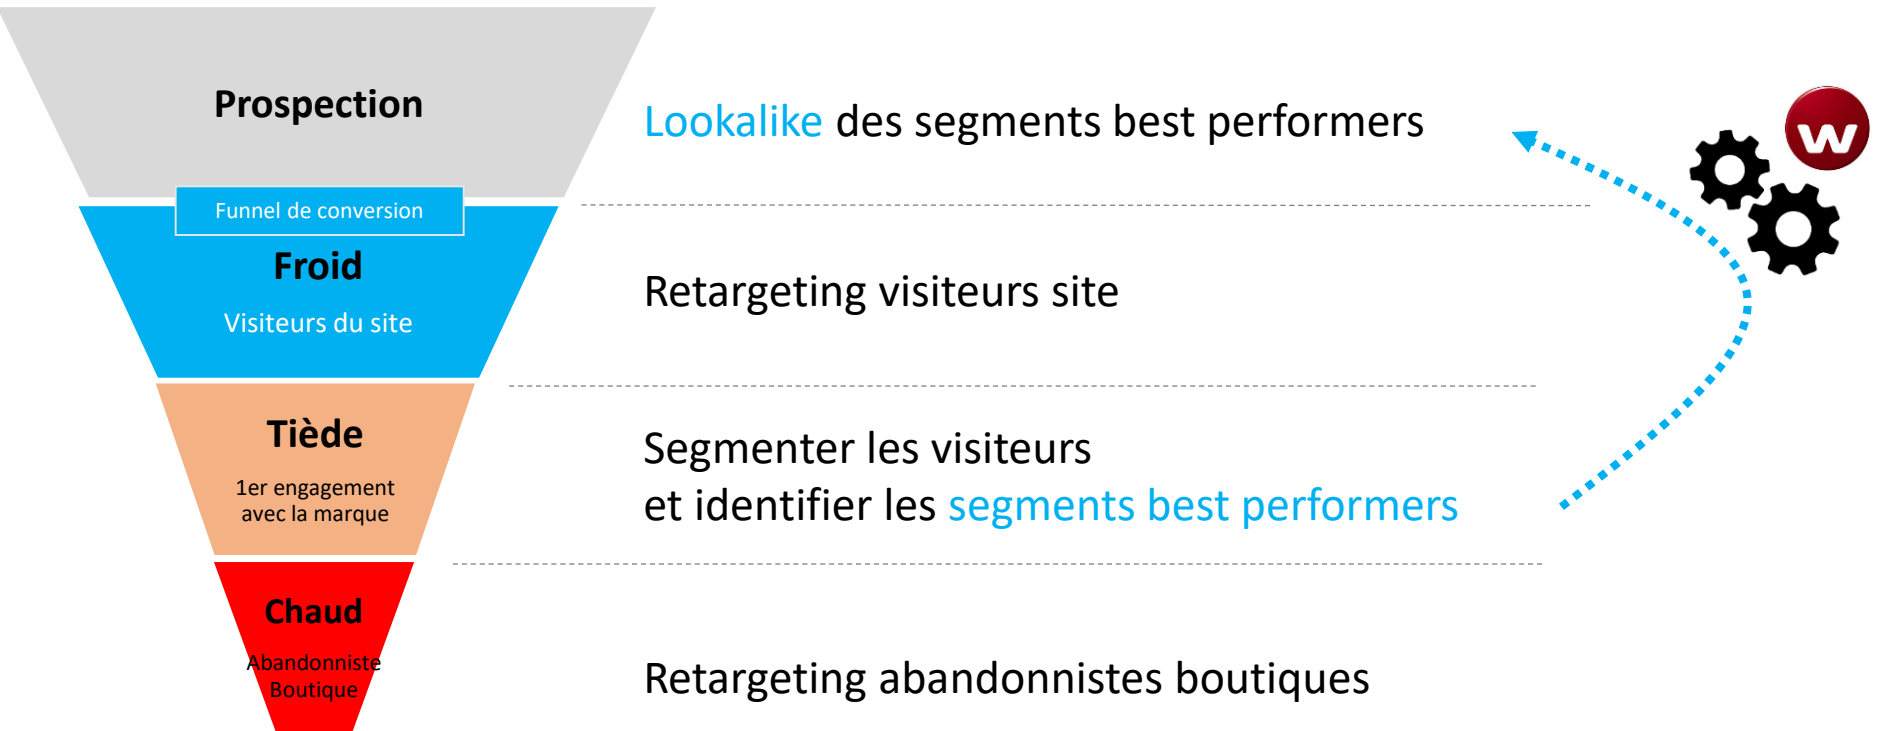 Prospection
Lookalike des segments best performers
w
Funnel de conversion
Froid
Visiteurs du site
Retargeting visiteurs site
Tiède
1er engagement
avec la marque
Segmenter les visiteurs
et identifier les segments best performers
Chaud
Abandonniste
Boutique
Retargeting abandonnistes boutiques